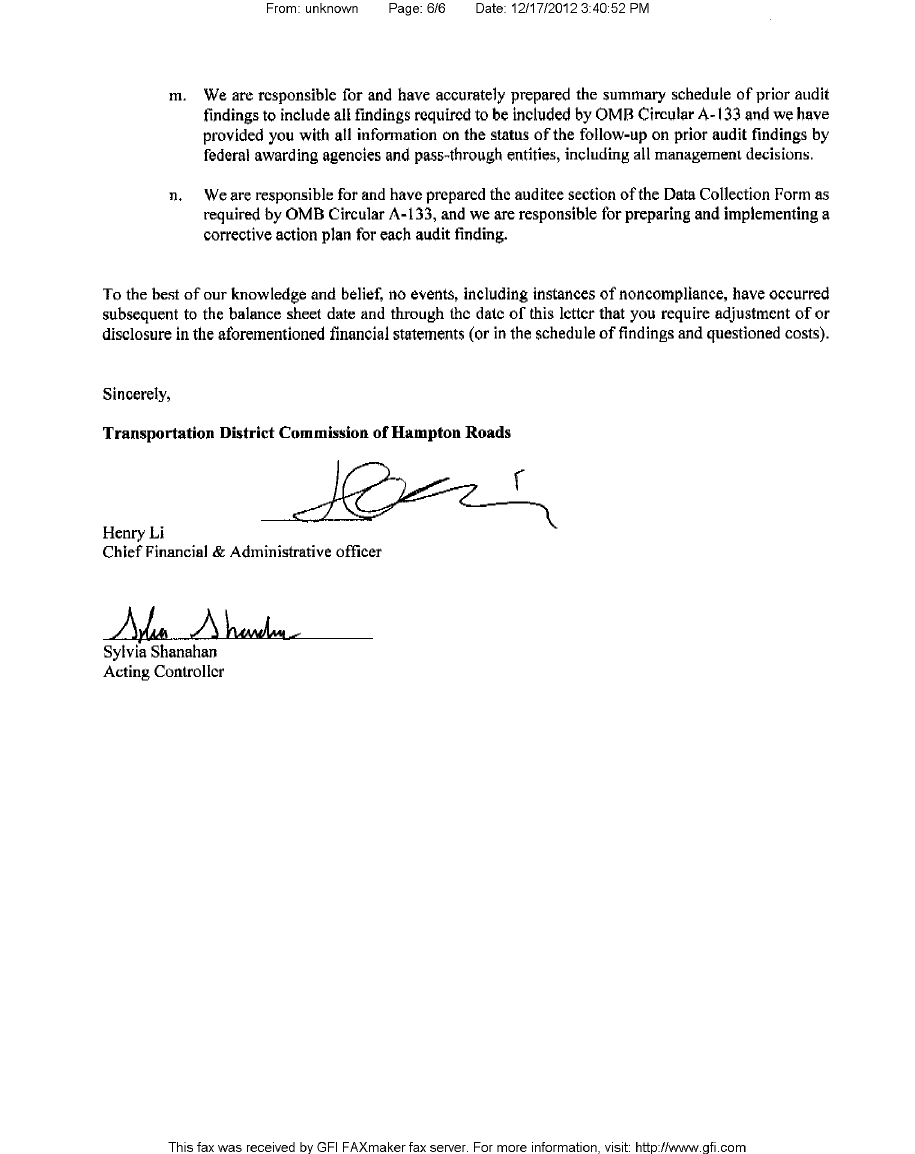 From: unknown Page: 6/6 Date: 12/17/2012 3:40:52 PM
m. We are responsible for and have accurately prepared the summary schedule of prior audit
findings to include all findings required to be included by OMB Circular A-133 and we have
provided you with all information on the status of the follow-up on prior audit findings by
federal awarding agencies and pass-through entities, including all management decisions.
n. We are responsible for and have prepared the auditee section of the Data Collection Form as
required by OMB Circular A-133, and we are responsible for preparing and implementing a
corrective action plan for each audit finding.
To the best of our knowledge and belief, no events, including instances of noncompliance, have occurred
subsequent to the balance sheet date and through the date of this letter that you require adjustment of or
disclosure in the aforementioned financial statements (or in the schedule of findings and questioned costs).
Sincerely,
Transportation District Commission of Hampton Roads
Henry Li
Chief Financial & Administrative officer
Sylvia Shanahan
Sylvia Shanahan
Acting Controller
This fax was received by GFI FAXmaker fax server. For more information, visit: http://www.gfi.com